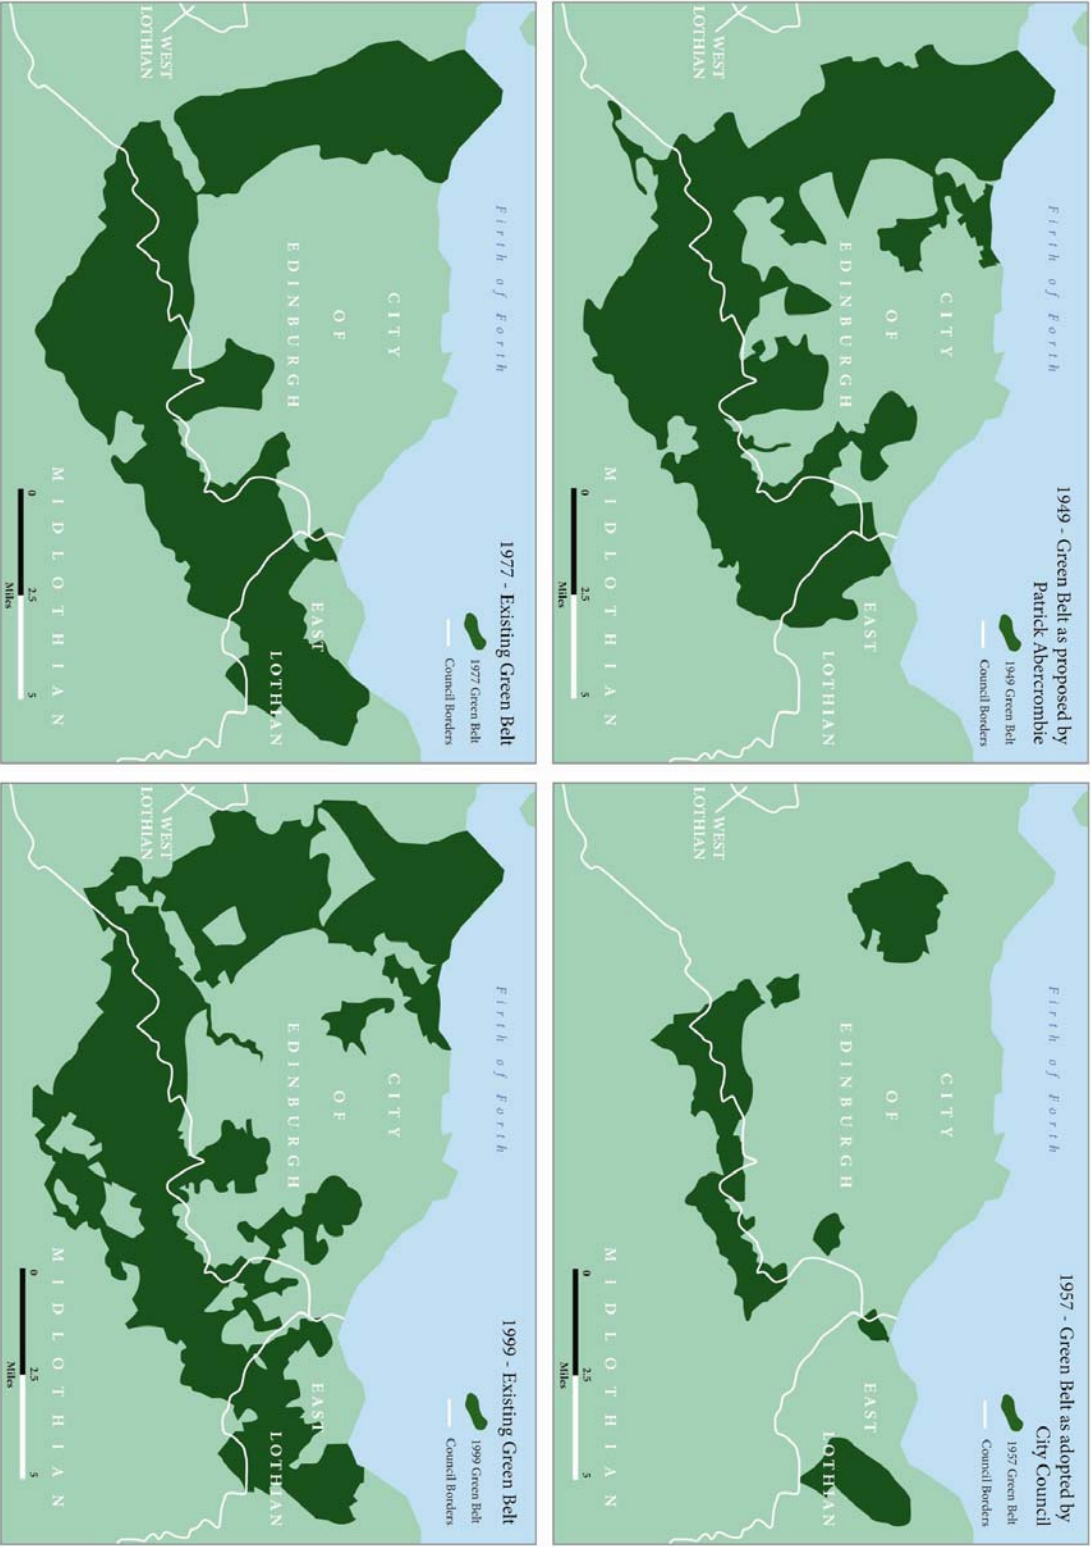 1949 - Green Belt as proposed by
Patrick Abercrombie
1949 Green Belt
Council Borders
Firth of Forth
CITY
OF
EDINBURGH
EAST
LOTHIAN
WEST
LOTHIAN
MIDLOTHIAN
0 2.5 5
Miles
1957 - Green Belt as adopted by
City Council
1957 Green Belt
Council Borders
Firth of Forth
CITY
OF
EDINBURGH
EAST
LOTHIAN
WEST
LOTHIAN
MIDLOTHIAN
0 2.5 5
Miles
1977 - Existing Green Belt
1977 Green Belt
Council Borders
Firth of Forth
CITY
OF
EDINBURGH
EAST
LOTHIAN
WEST
LOTHIAN
MIDLOTHIAN
0 2.5 5
Miles
1999 - Existing Green Belt
1999 Green Belt
Council Borders
Firth of Forth
CITY
OF
EDINBURGH
EAST
LOTHIAN
WEST
LOTHIAN
MIDLOTHIAN
0 2.5 5
Miles